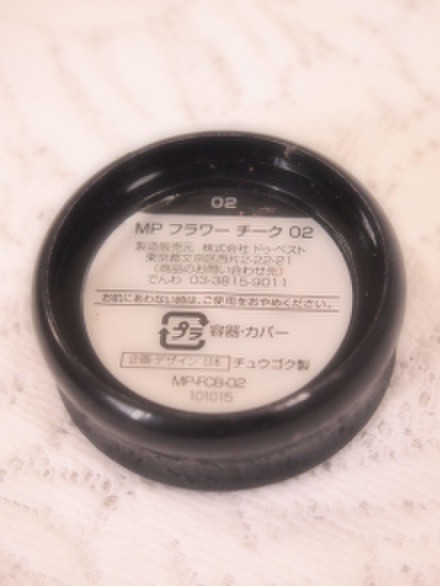 02
MP フラワー チーク 02
製造販売元 株式会社 ドゥ・ベスト
東京都文京区西片2-22-21
(商品のお問い合わせ先)
でんわ 03-3815-9011
お肌にあわない時は、ご使用をおやめください。
プラ 容器・カバー
企画・デザイン 日本 チュウゴク製
MP-FCB-02
101015